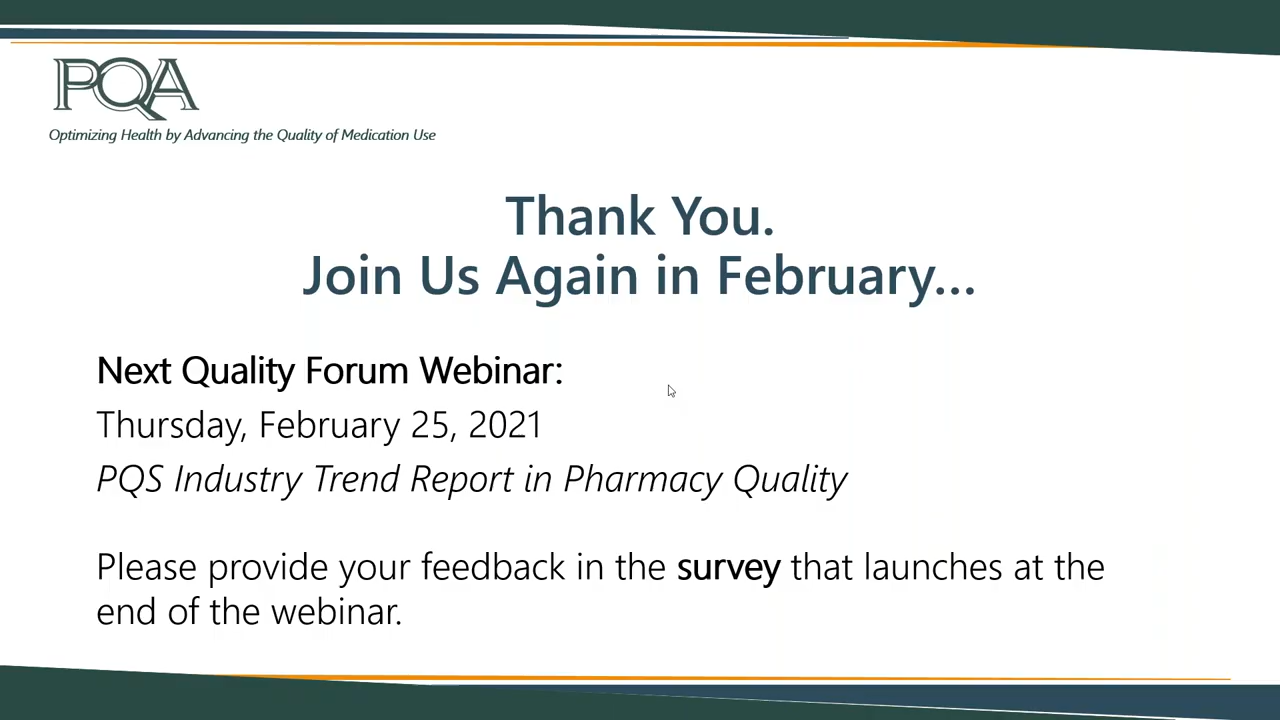 PQA
Optimizing Health by Advancing the Quality of Medication Use
Thank You.
Join Us Again in February...
Next Quality Forum Webinar:
Thursday, February 25, 2021
PQS Industry Trend Report in Pharmacy Quality
Please provide your feedback in the survey that launches at the
end of the webinar.